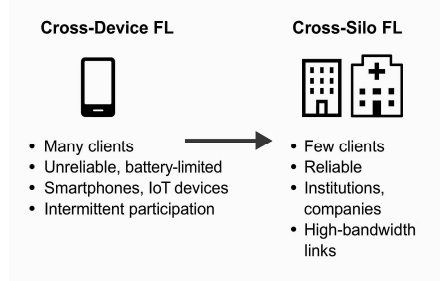 Cross-Device FL
• Many clients
• Unreliable, battery-limited
• Smartphones, IoT devices
• Intermittent participation
Cross-Silo FL
• Few clients
• Reliable
• Institutions,
companies
• High-bandwidth
links